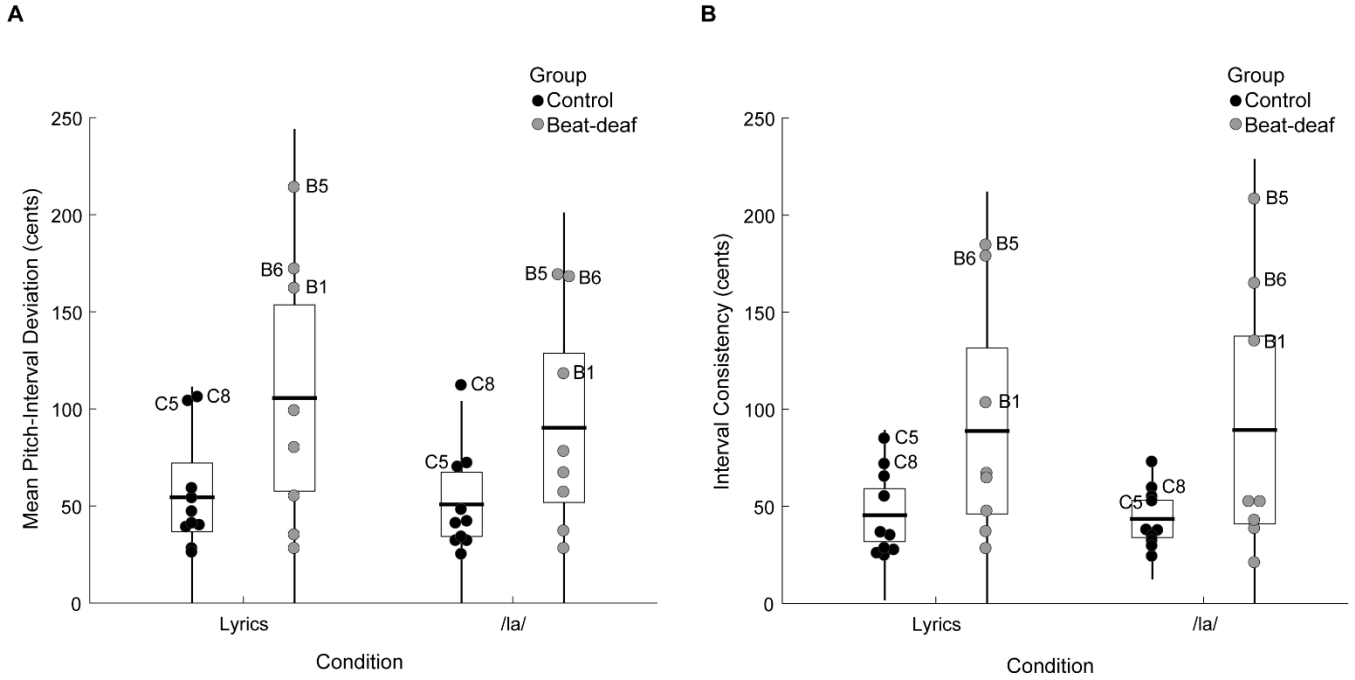 A
Group
Control
Beat-deaf
250
200
150
100
50
0
Mean Pitch-Interval Deviation (cents)
B5
B6
B1
C5
C8
B5
B6
B1
C8
C5
Lyrics
/la/
Condition
B
Group
Control
Beat-deaf
250
200
150
100
50
0
Interval Consistency (cents)
B5
B6
B1
C5
C8
B5
B6
B1
C8
C5
Lyrics
/la/
Condition